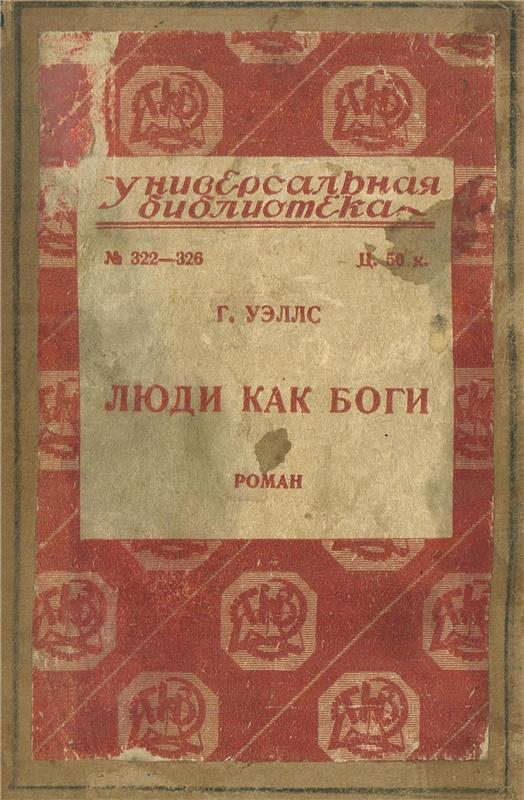 Универсальная
библиотека
№ 322—326 Ц. 50 к.
Г. УЭЛЛС
ЛЮДИ КАК БОГИ
РОМАН